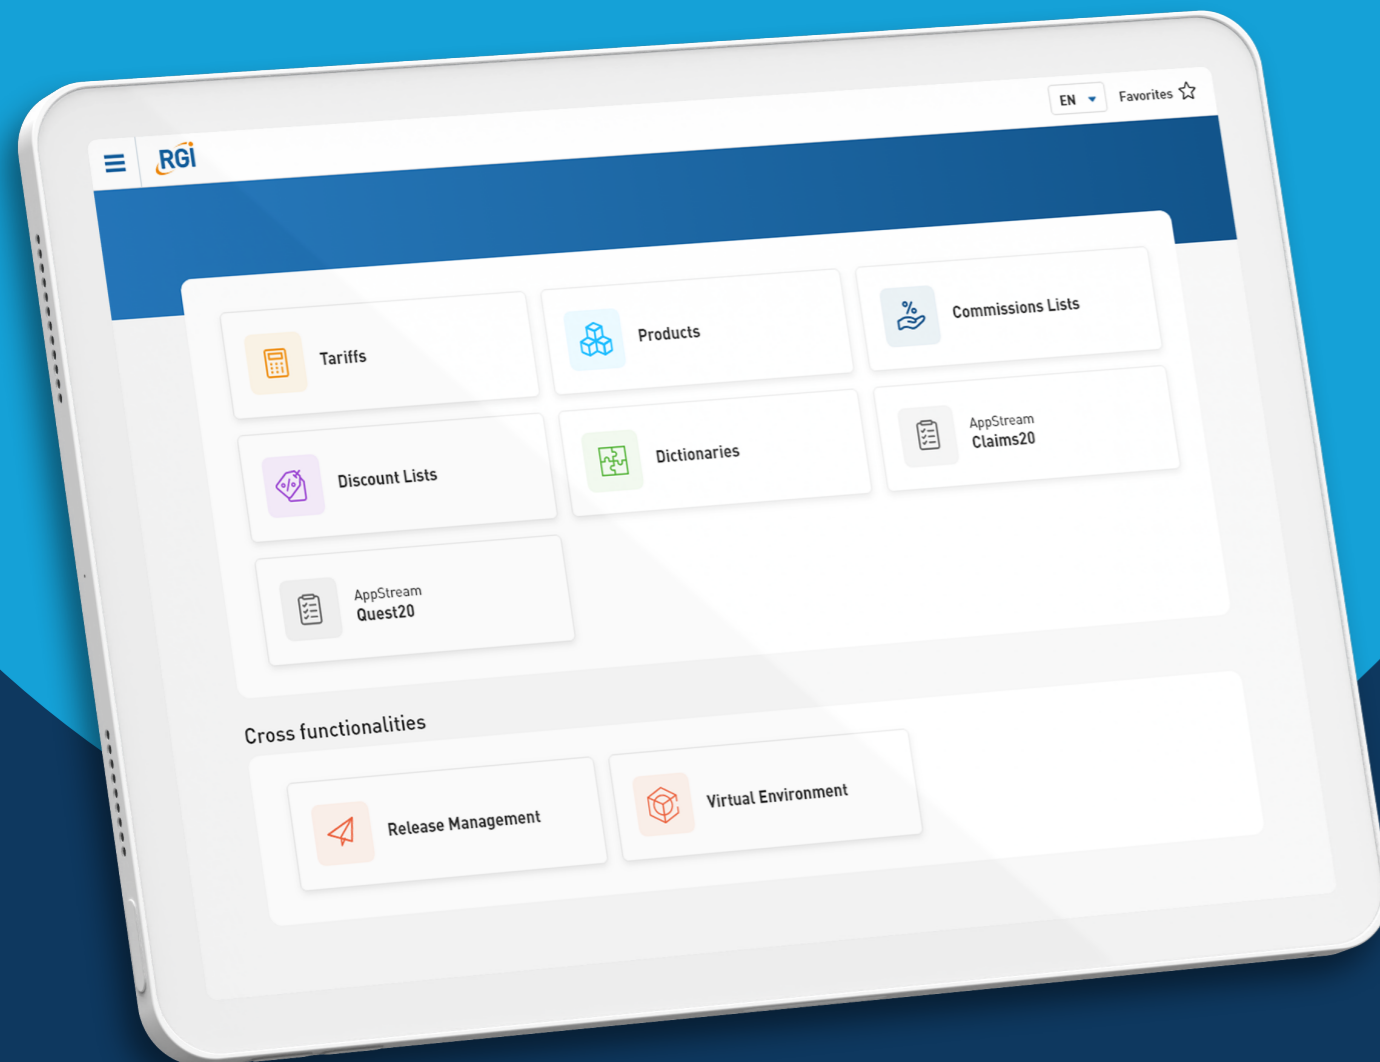 RGI
EN
Favorites
Tariffs
Products
Commissions Lists
Discount Lists
Dictionaries
AppStream
Claims20
AppStream
Quest20
Cross functionalities
Release Management
Virtual Environment